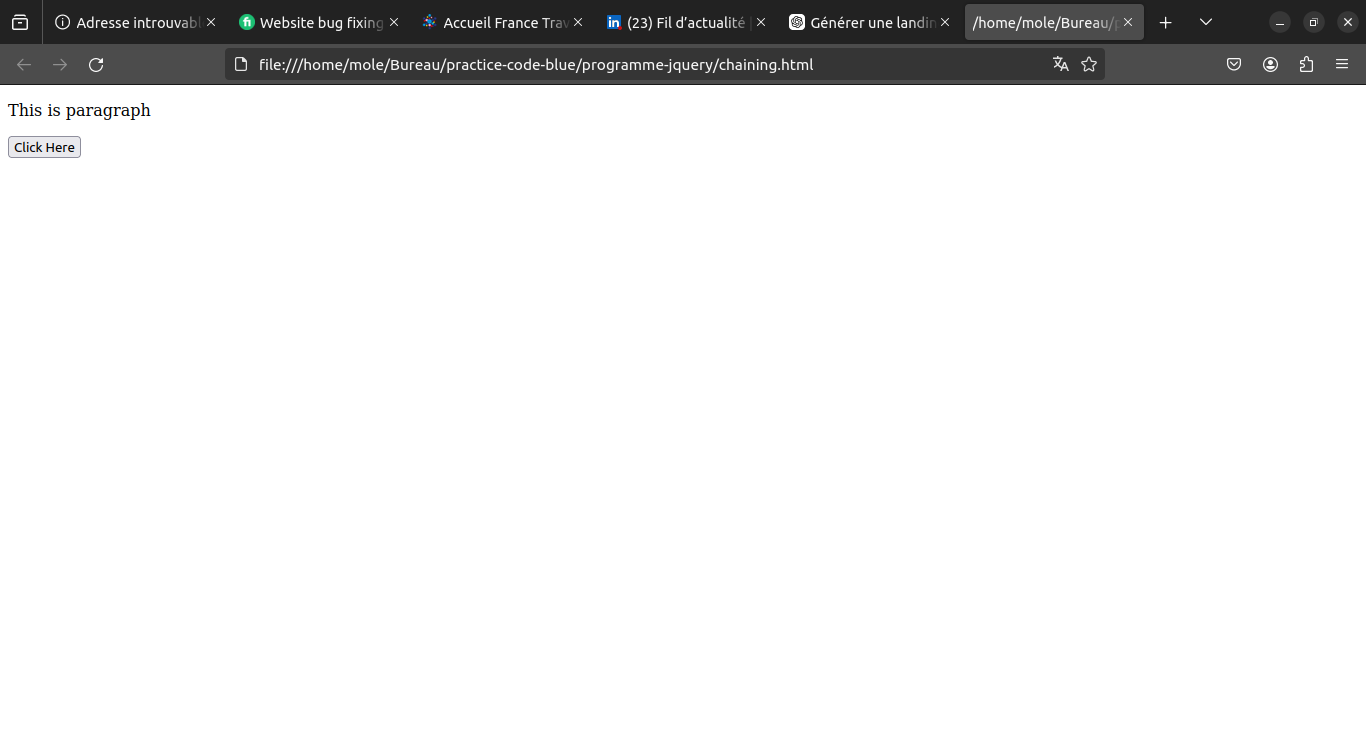 Adresse introuvabl
Website bug fixing
Accueil France Trav
(23) Fil d’actualité |
Générer une landin
/home/mole/Bureau/p
file:///home/mole/Bureau/practice-code-blue/programme-jquery/chaining.html
This is paragraph
Click Here